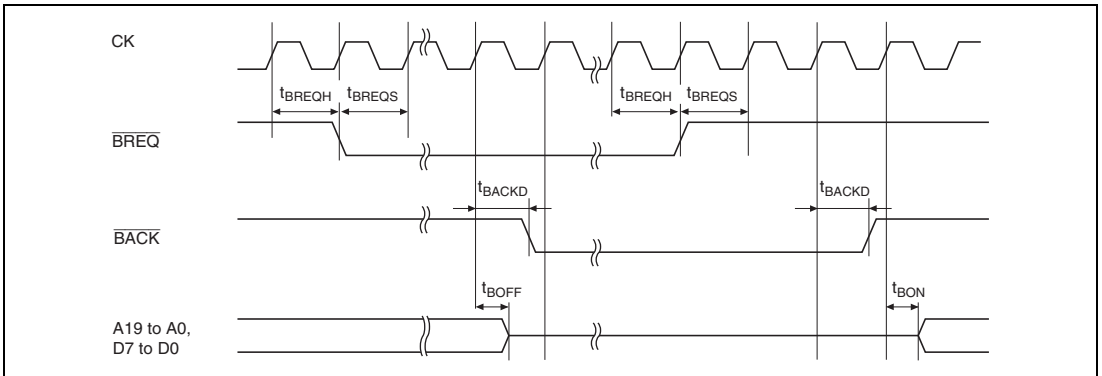 CK
tBREQH tBREQS tBREQH tBREQS
BREQ
tBACKD tBACKD
BACK
tBOFF tBON
A19 to A0,
D7 to D0